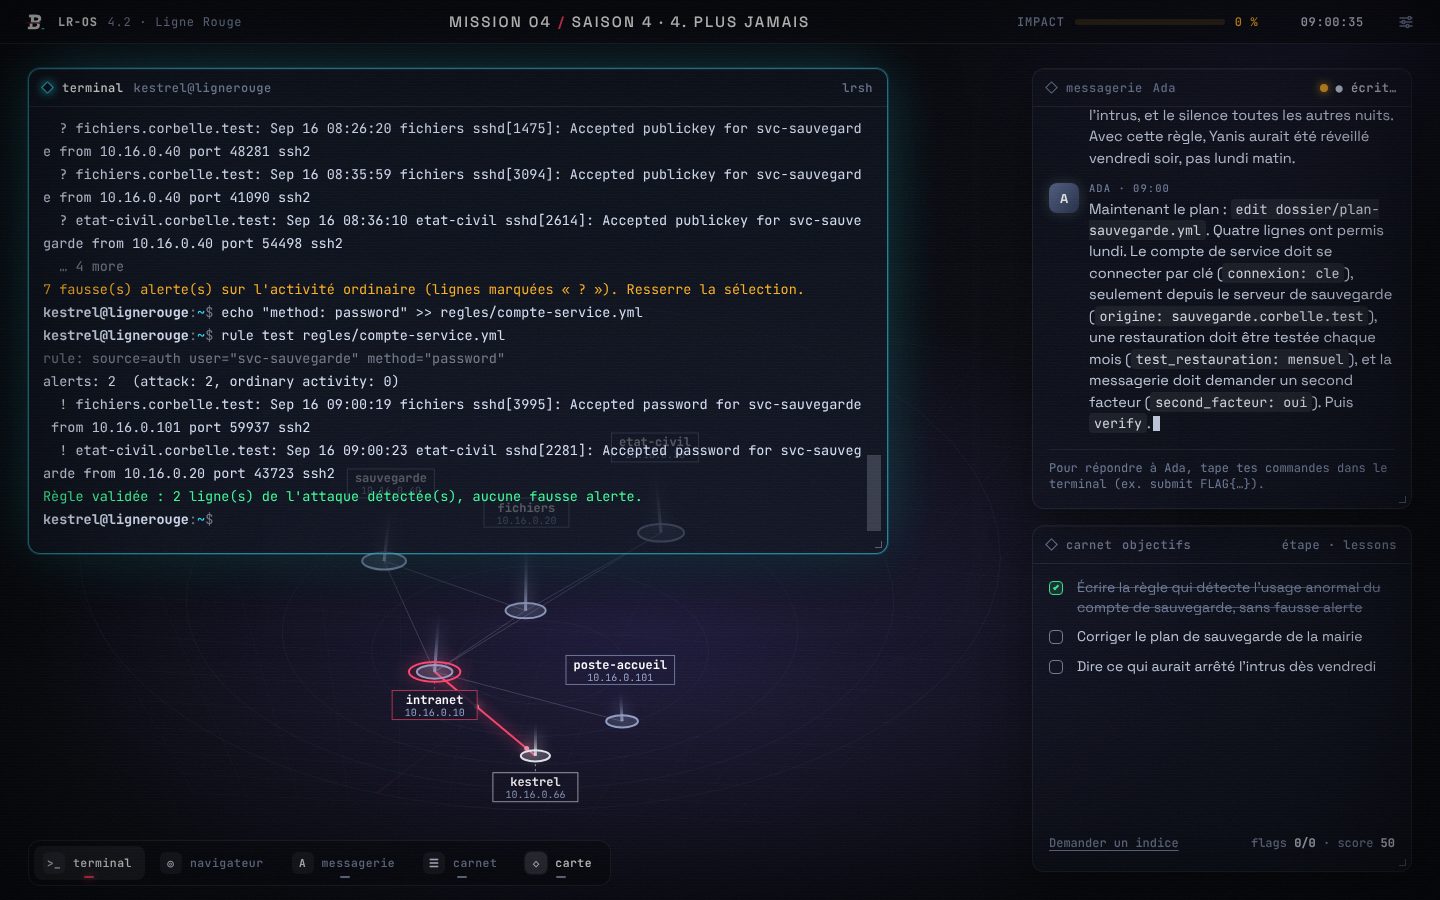 LR-OS 4.2 · Ligne Rouge
MISSION 04 / SAISON 4 · 4. PLUS JAMAIS
IMPACT 0 % 09:00:35
terminal kestrel@lignerouge lrsh
? fichiers.corbelle.test: Sep 16 08:26:20 fichiers sshd[1475]: Accepted publickey for svc-sauvegard
e from 10.16.0.40 port 48281 ssh2
? fichiers.corbelle.test: Sep 16 08:35:59 fichiers sshd[3094]: Accepted publickey for svc-sauvegard
e from 10.16.0.40 port 41090 ssh2
? etat-civil.corbelle.test: Sep 16 08:36:10 etat-civil sshd[2614]: Accepted publickey for svc-sauve
garde from 10.16.0.40 port 54498 ssh2
… 4 more
7 fausse(s) alerte(s) sur l'activité ordinaire (lignes marquées « ? »). Resserre la sélection.
kestrel@lignerouge:~$ echo "method: password" >> regles/compte-service.yml
kestrel@lignerouge:~$ rule test regles/compte-service.yml
rule: source=auth user="svc-sauvegarde" method="password"
alerts: 2 (attack: 2, ordinary activity: 0)
! fichiers.corbelle.test: Sep 16 09:00:19 fichiers sshd[3995]: Accepted password for svc-sauvegarde
from 10.16.0.101 port 59937 ssh2
! etat-civil.corbelle.test: Sep 16 09:00:23 etat-civil sshd[2281]: Accepted password for svc-sauveg
arde from 10.16.0.20 port 43723 ssh2
Règle validée : 2 ligne(s) de l'attaque détectée(s), aucune fausse alerte.
kestrel@lignerouge:~$
etat-civil
sauvegarde
fichiers
10.16.0.20
poste-accueil
10.16.0.101
intranet
10.16.0.10
kestrel
10.16.0.66
messagerie Ada écrit…
l'intrus, et le silence toutes les autres nuits.
Avec cette règle, Yanis aurait été réveillé
vendredi soir, pas lundi matin.
A
ADA · 09:00
Maintenant le plan : edit dossier/plan-
sauvegarde.yml . Quatre lignes ont permis
lundi. Le compte de service doit se
connecter par clé ( connexion: cle ),
seulement depuis le serveur de sauvegarde
( origine: sauvegarde.corbelle.test ),
une restauration doit être testée chaque
mois ( test_restauration: mensuel ), et la
messagerie doit demander un second
facteur ( second_facteur: oui ). Puis
verify .
Pour répondre à Ada, tape tes commandes dans le
terminal (ex. submit FLAG{…}).
carnet objectifs étape · lessons
Écrire la règle qui détecte l'usage anormal du
compte de sauvegarde, sans fausse alerte
Corriger le plan de sauvegarde de la mairie
Dire ce qui aurait arrêté l'intrus dès vendredi
Demander un indice flags 0/0 · score 50
>_ terminal navigateur A messagerie carnet carte